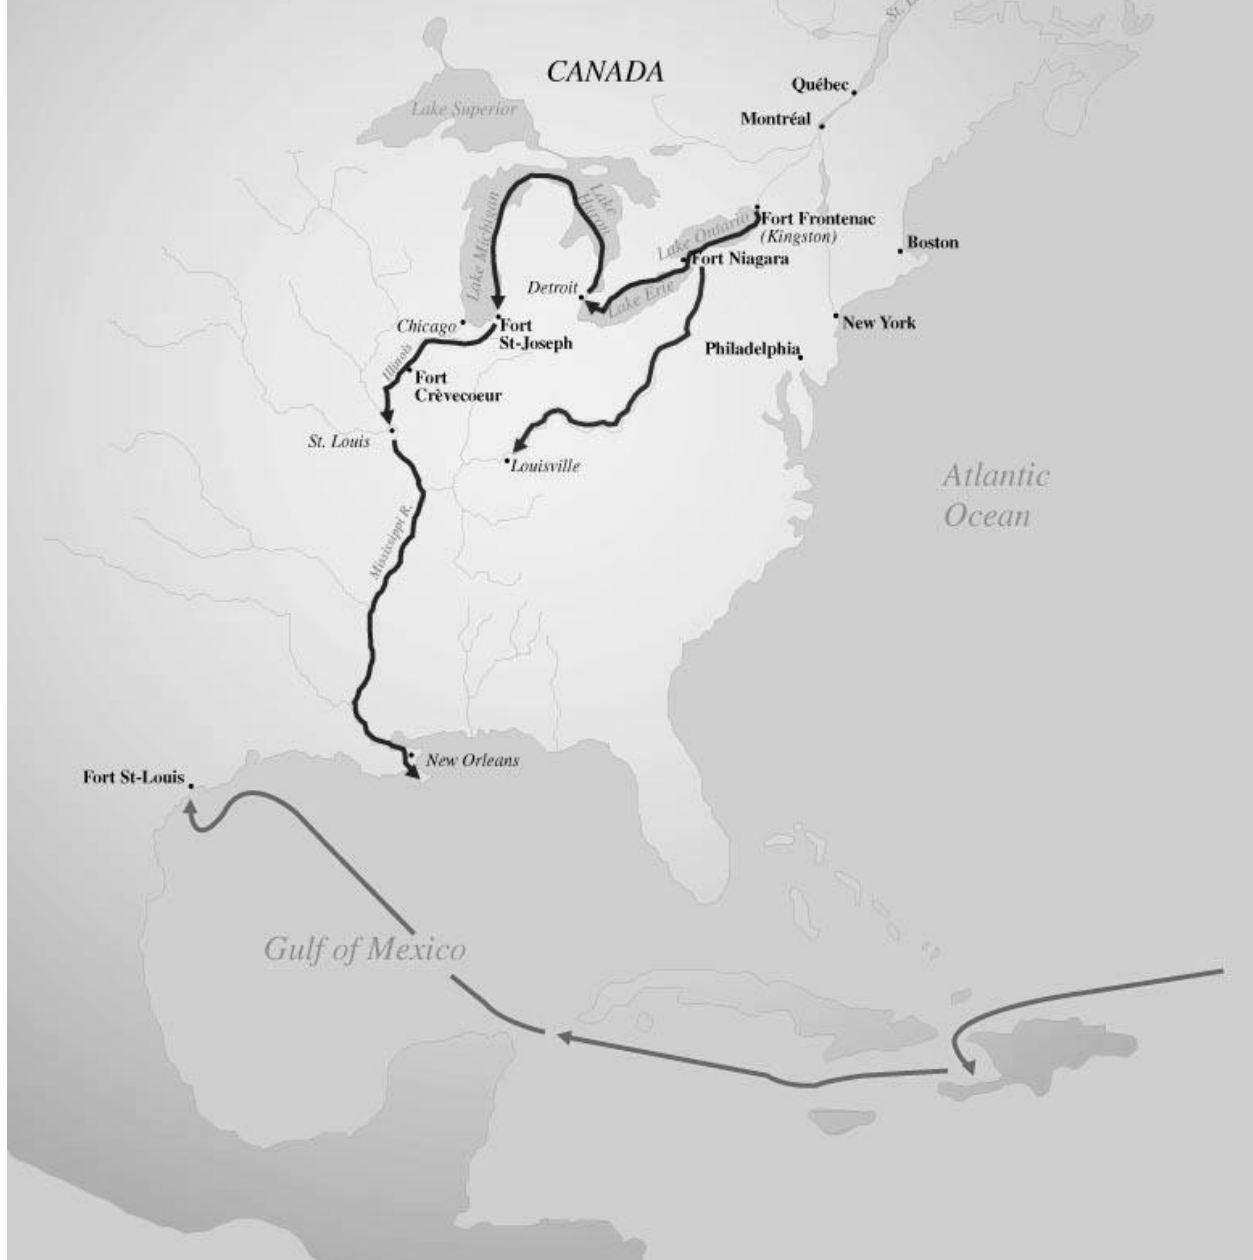 St. L
CANADA
Québec
Lake Superior
Montréal
Lake
Huron
Lake Michigan
Lake Ontario
Fort Frontenac
(Kingston)
Boston
Fort Niagara
Detroit
Lake Erie
Chicago
Fort
St-Joseph
New York
Philadelphia
Illinois
Fort
Crèvecoeur
St. Louis
Louisville
Atlantic
Ocean
Mississippi R.
New Orleans
Fort St-Louis
Gulf of Mexico